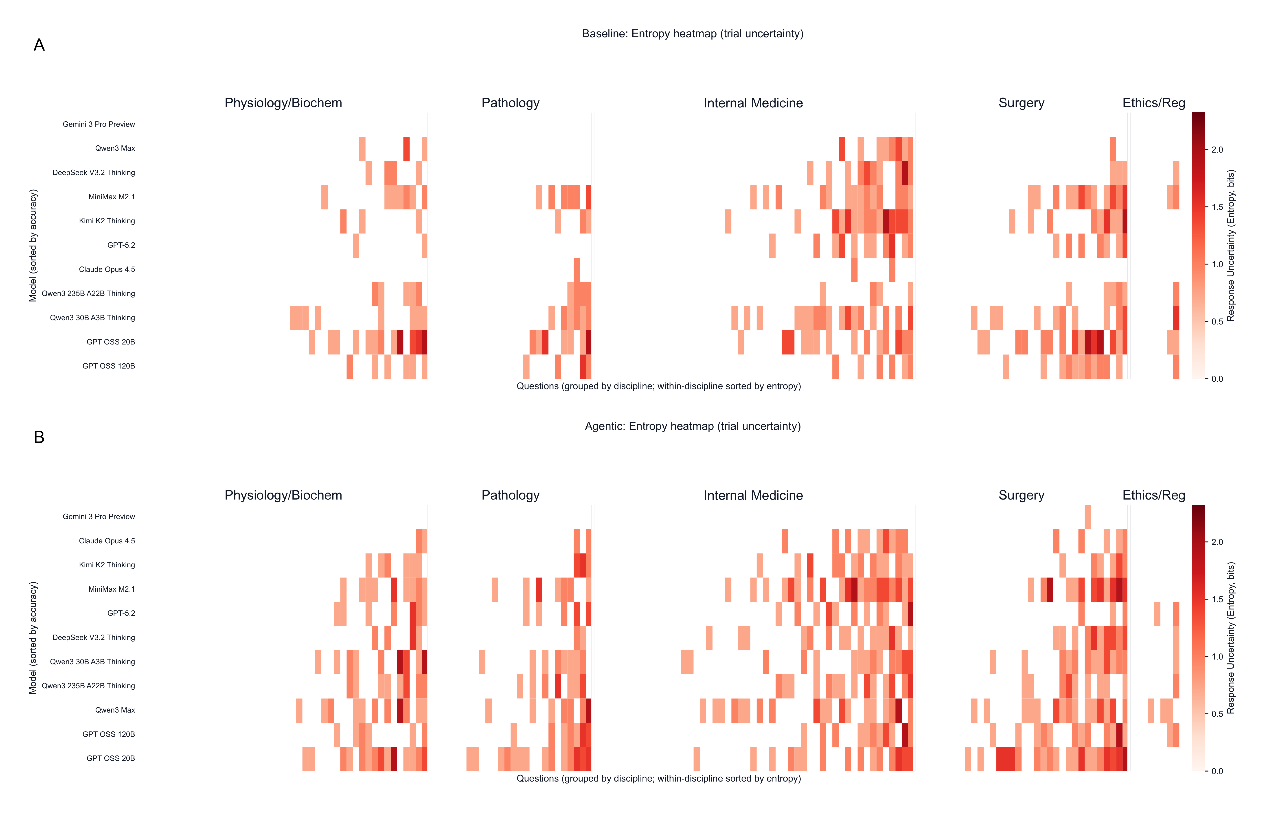 A
Baseline: Entropy heatmap (trial uncertainty)
Physiology/Biochem
Pathology
Internal Medicine
Surgery
Ethics/Reg
Model (sorted by accuracy)
Gemini 3 Pro Preview
Qwen3 Max
DeepSeek V3.2 Thinking
MiniMax M2.1
Kimi K2 Thinking
GPT-5.2
Claude Opus 4.5
Qwen3 235B A22B Thinking
Qwen3 30B A3B Thinking
GPT OSS 20B
GPT OSS 120B
Questions (grouped by discipline; within-discipline sorted by entropy)
2.0
1.5
1.0
0.5
0.0
Response Uncertainty (Entropy, bits)
B
Agentic: Entropy heatmap (trial uncertainty)
Physiology/Biochem
Pathology
Internal Medicine
Surgery
Ethics/Reg
Model (sorted by accuracy)
Gemini 3 Pro Preview
Claude Opus 4.5
Kimi K2 Thinking
MiniMax M2.1
GPT-5.2
DeepSeek V3.2 Thinking
Qwen3 30B A3B Thinking
Qwen3 235B A22B Thinking
Qwen3 Max
GPT OSS 120B
GPT OSS 20B
Questions (grouped by discipline; within-discipline sorted by entropy)
2.0
1.5
1.0
0.5
0.0
Response Uncertainty (Entropy, bits)